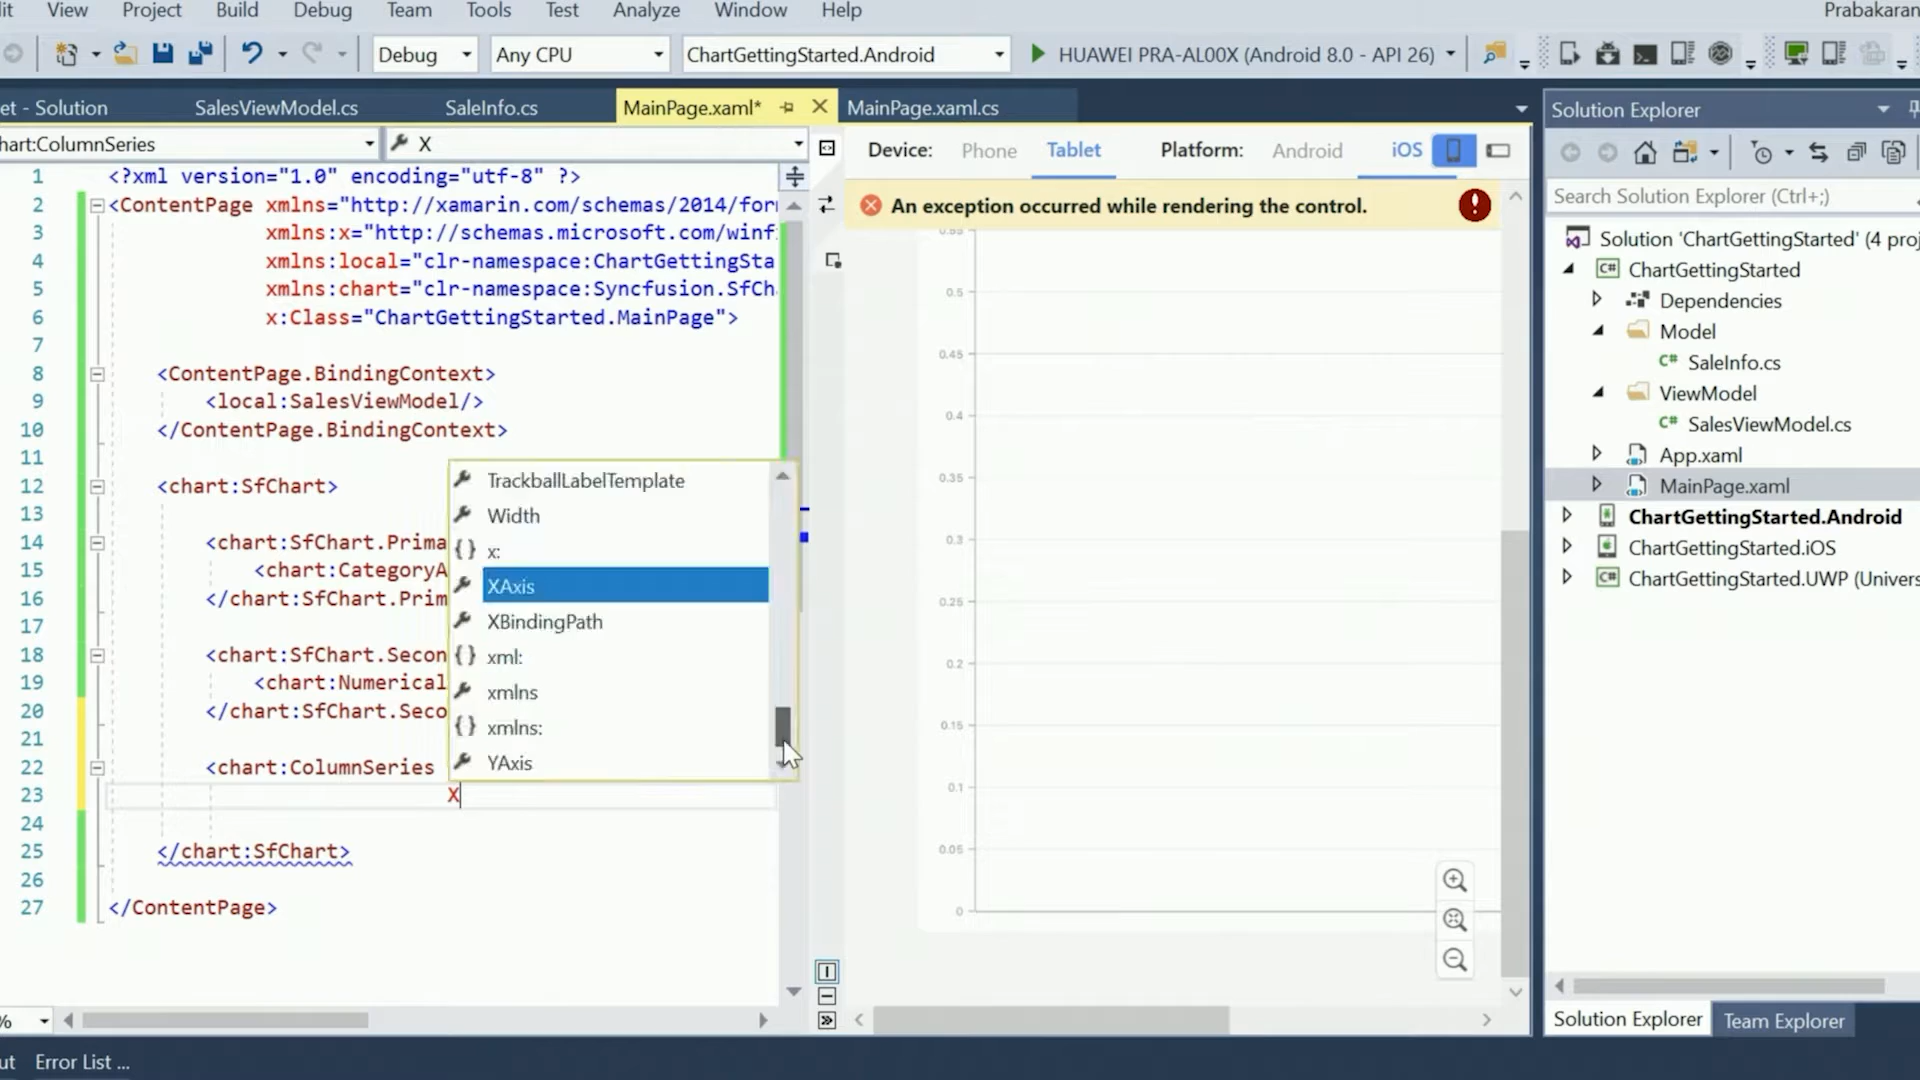 it View Project Build Debug Team Tools Test Analyze Window Help Prabakaran
Debug Any CPU ChartGettingStarted.Android HUAWEI PRA-AL00X (Android 8.0 - API 26)
et - Solution SalesViewModel.cs SaleInfo.cs MainPage.xaml* MainPage.xaml.cs
hart:ColumnSeries X
Device: Phone Tablet Platform: Android iOS
An exception occurred while rendering the control.
1 <?xml version="1.0" encoding="utf-8" ?>
2 <ContentPage xmlns="http://xamarin.com/schemas/2014/for
3 xmlns:x="http://schemas.microsoft.com/winf
4 xmlns:local="clr-namespace:ChartGettingSta
5 xmlns:chart="clr-namespace:Syncfusion.SfCh
6 x:Class="ChartGettingStarted.MainPage">
7
8 <ContentPage.BindingContext>
9 <local:SalesViewModel/>
10 </ContentPage.BindingContext>
11
12 <chart:SfChart>
13
14 <chart:SfChart.Prima
15 <chart:CategoryA
16 </chart:SfChart.Prim
17
18 <chart:SfChart.Secon
19 <chart:Numerical
20 </chart:SfChart.Seco
21
22 <chart:ColumnSeries
23 X
24
25 </chart:SfChart>
26
27 </ContentPage>
TrackballLabelTemplate
Width
x:
XAxis
XBindingPath
xml:
xmlns
xmlns:
YAxis
0.55
0.5
0.45
0.4
0.35
0.3
0.25
0.2
0.15
0.1
0.05
0
Solution Explorer
Search Solution Explorer (Ctrl+;)
Solution 'ChartGettingStarted' (4 proj
C# ChartGettingStarted
Dependencies
Model
C# SaleInfo.cs
ViewModel
C# SalesViewModel.cs
App.xaml
MainPage.xaml
ChartGettingStarted.Android
ChartGettingStarted.iOS
C# ChartGettingStarted.UWP (Univers
%
Solution Explorer Team Explorer
ut Error List ...